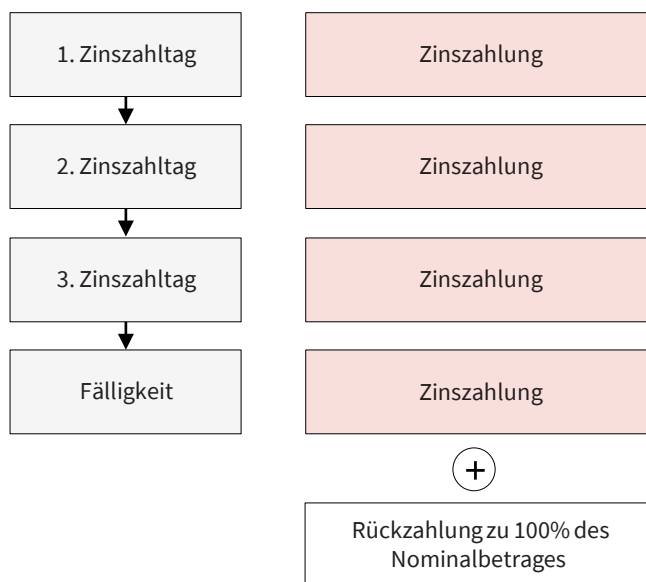 1. Zinszahltag
Zinszahlung
2. Zinszahltag
Zinszahlung
3. Zinszahltag
Zinszahlung
Fälligkeit
Zinszahlung
+
Rückzahlung zu 100% des
Nominalbetrages